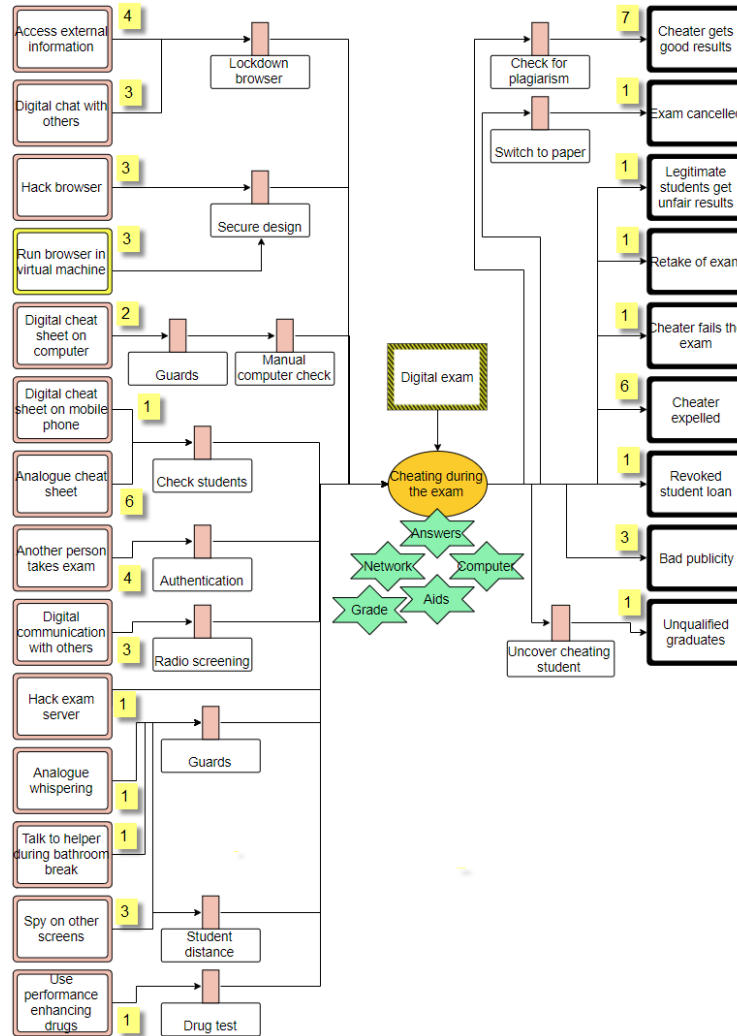 4
Access external
information
Lockdown
browser
3
Digital chat with
others
3
Hack browser
Secure design
3
Run browser in
virtual machine
2
Digital cheat
sheet on
computer
Guards
Manual
computer check
Digital cheat
sheet on mobile
phone
1
Check students
Analogue cheat
sheet
6
Another person
takes exam
4
Authentication
Digital
communication
with others
3
Radio screening
Hack exam
server
1
Guards
Analogue
whispering
1
Talk to helper
during bathroom
break
1
Spy on other
screens
3
Student
distance
Use
performance
enhancing
drugs
1
Drug test
Digital exam
Cheating during
the exam
Answers
Network
Computer
Grade
Aids
Check for
plagiarism
7
Cheater gets
good results
Switch to paper
1
Exam cancelled
1
Legitimate
students get
unfair results
1
Retake of exam
1
Cheater fails the
exam
6
Cheater
expelled
1
Revoked
student loan
3
Bad publicity
Uncover cheating
student
1
Unqualified
graduates